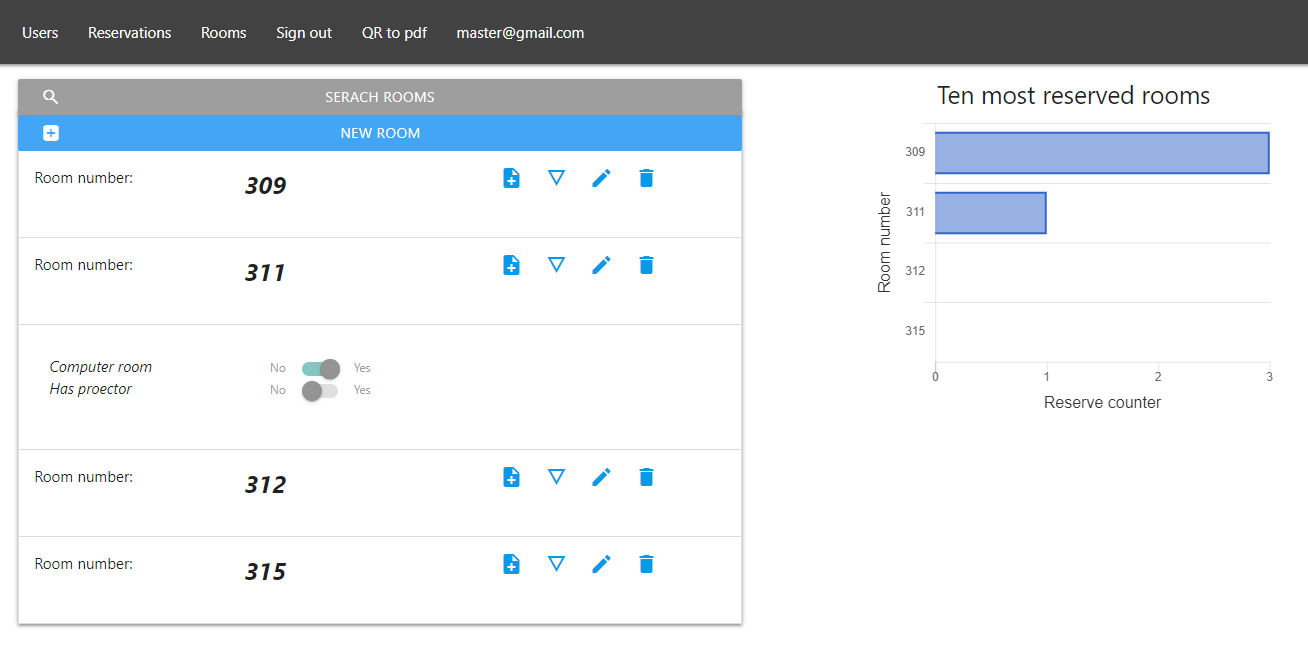 Users Reservations Rooms Sign out QR to pdf master@gmail.com
SERACH ROOMS
NEW ROOM
Room number: 309
Room number: 311
Computer room No Yes
Has proector No Yes
Room number: 312
Room number: 315
Ten most reserved rooms
Room number
309
311
312
315
0 1 2 3
Reserve counter